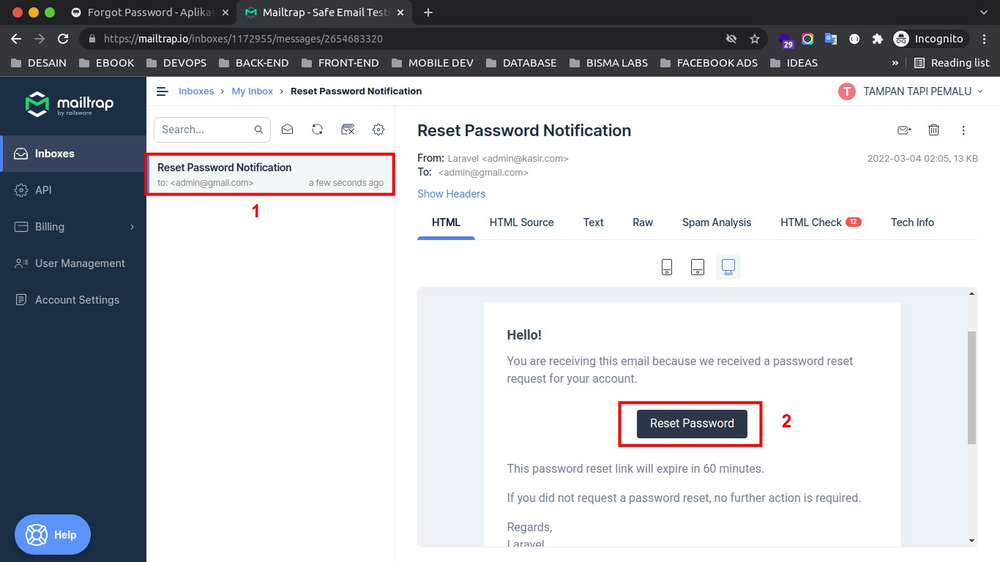 Forgot Password - Aplikas
Mailtrap - Safe Email Testi
https://mailtrap.io/inboxes/1172955/messages/2654683320
29
Incognito
DESAIN
EBOOK
DEVOPS
BACK-END
FRONT-END
MOBILE DEV
DATABASE
BISMA LABS
FACEBOOK ADS
IDEAS
»
Reading list
mailtrap
by railsware
Inboxes
API
Billing
User Management
Account Settings
Help
Inboxes › My Inbox › Reset Password Notification
T
TAMPAN TAPI PEMALU
Search...
Reset Password Notification
to: <admin@gmail.com>
a few seconds ago
1
Reset Password Notification
From: Laravel <admin@kasir.com>
2022-03-04 02:05, 13 KB
To: <admin@gmail.com>
Show Headers
HTML
HTML Source
Text
Raw
Spam Analysis
HTML Check 12
Tech Info
Hello!
You are receiving this email because we received a password reset
request for your account.
Reset Password
2
This password reset link will expire in 60 minutes.
If you did not request a password reset, no further action is required.
Regards,
Laravel